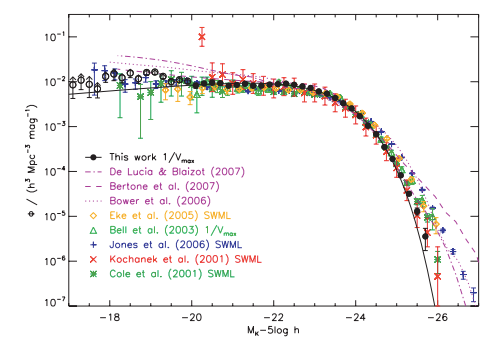 10⁻¹
10⁻²
10⁻³
10⁻⁴
10⁻⁵
10⁻⁶
10⁻⁷
Φ / (h³ Mpc⁻³ mag⁻¹)
This work 1/Vmax
De Lucia & Blaizot (2007)
Bertone et al. (2007)
Bower et al. (2006)
Eke et al. (2005) SWML
Bell et al. (2003) 1/Vmax
Jones et al. (2006) SWML
Kochanek et al. (2001) SWML
Cole et al. (2001) SWML
-18 -20 -22 -24 -26
MK-5log h